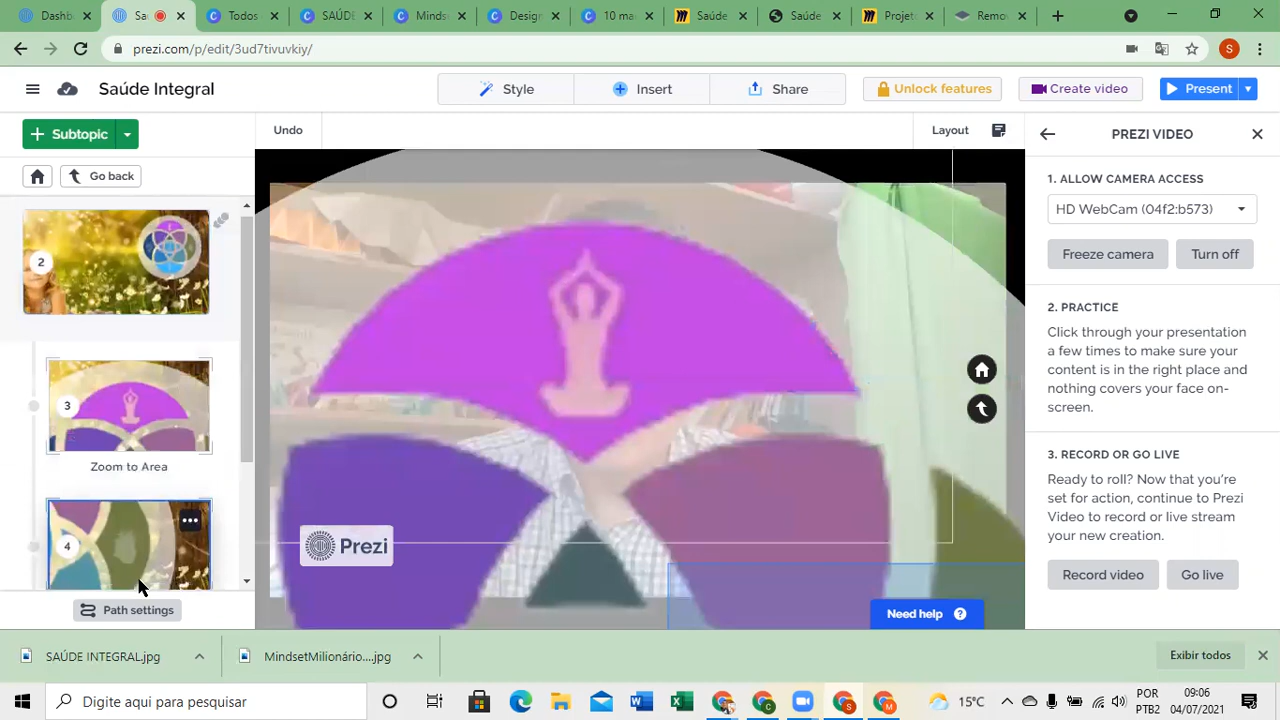 Dashb
Sa
Todos
SAÚDE
Mindse
Design
10 ma
Saúde
Saúde
Projeto
Remo
prezi.com/p/edit/3ud7tivuvkiy/
S
Saúde Integral
Style
Insert
Share
Unlock features
Create video
Present
Subtopic
Undo
Layout
PREZI VIDEO
Go back
1. ALLOW CAMERA ACCESS
HD WebCam (04f2:b573)
Freeze camera
Turn off
2
2. PRACTICE
Click through your presentation
a few times to make sure your
content is in the right place and
nothing covers your face on-
screen.
3
Zoom to Area
3. RECORD OR GO LIVE
Ready to roll? Now that you're
set for action, continue to Prezi
Video to record or live stream
your new creation.
4
Prezi
Record video
Go live
Path settings
Need help ?
SAÚDE INTEGRAL.jpg
MindsetMilionário....jpg
Exibir todos
Digite aqui para pesquisar
15°C
POR
PTB2
09:06
04/07/2021